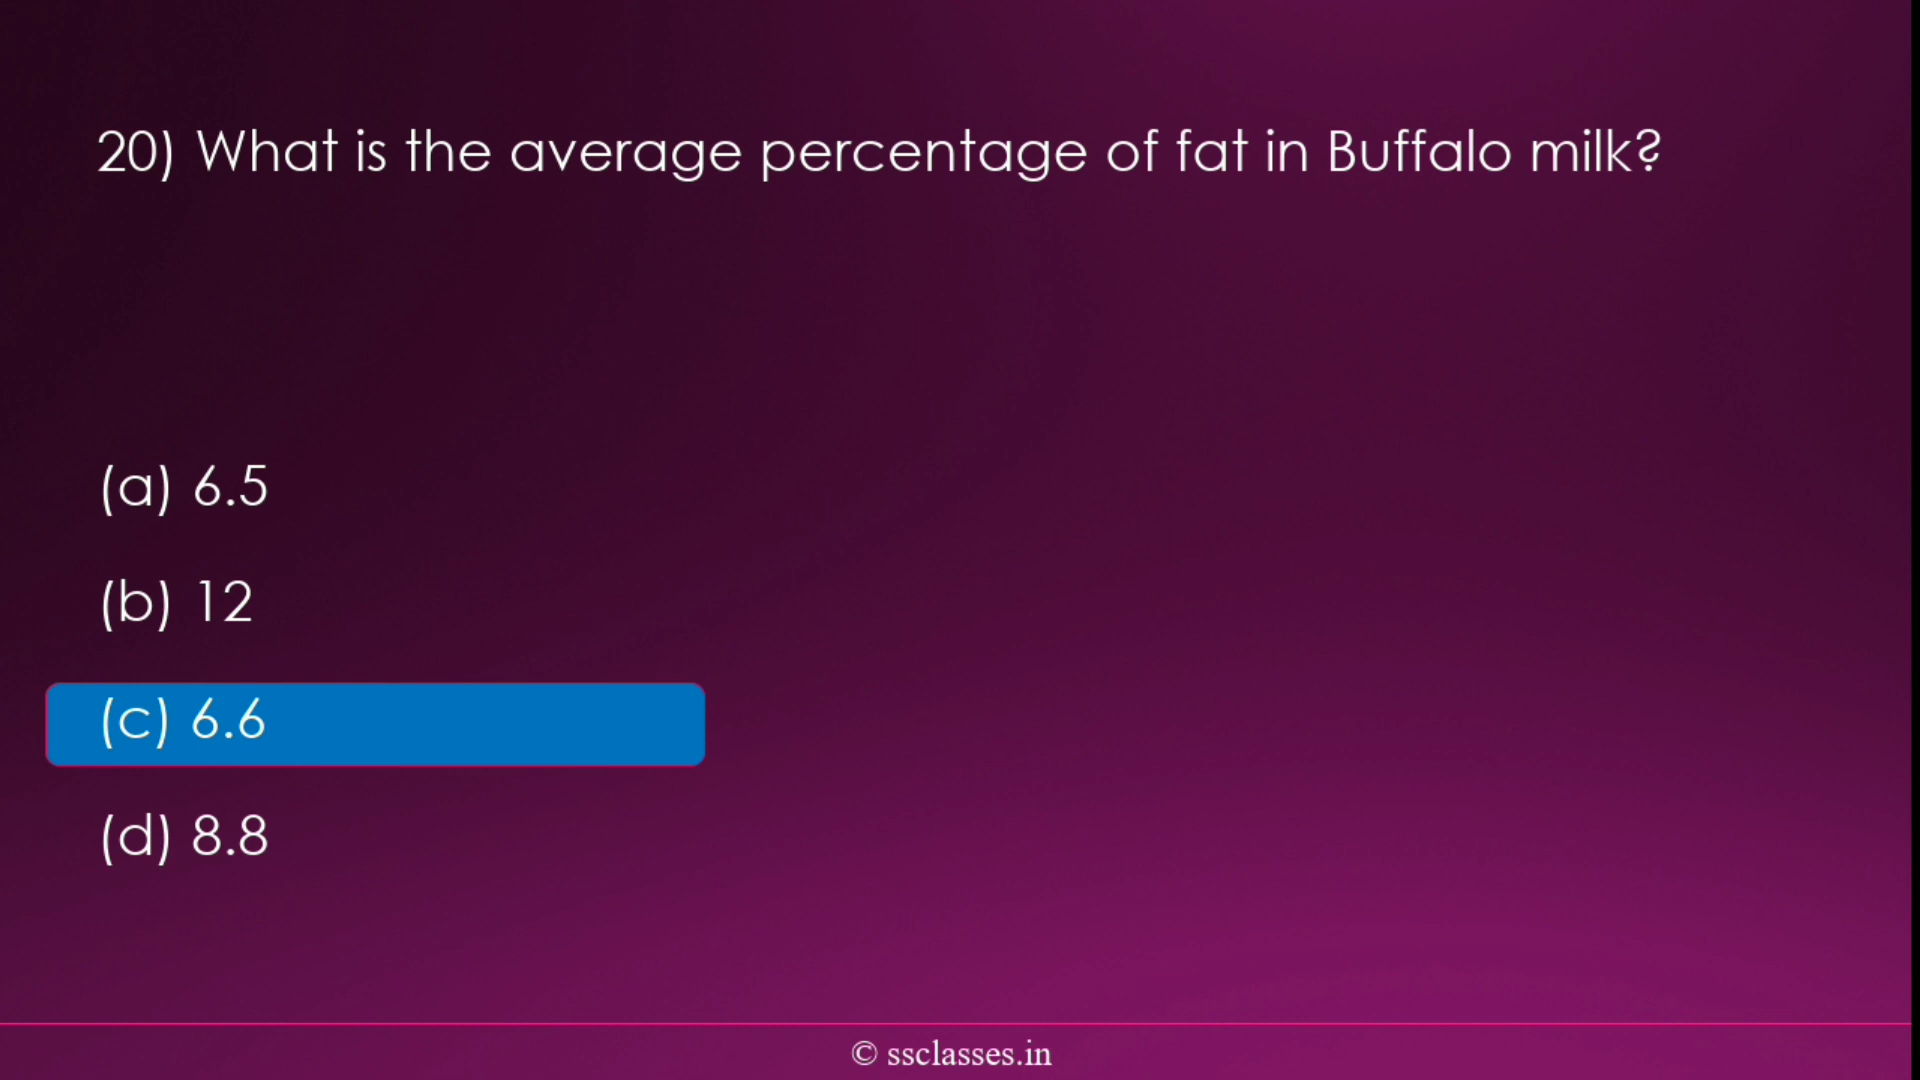 20) What is the average percentage of fat in Buffalo milk?
(a) 6.5
(b) 12
(c) 6.6
(d) 8.8
© ssclasses.in